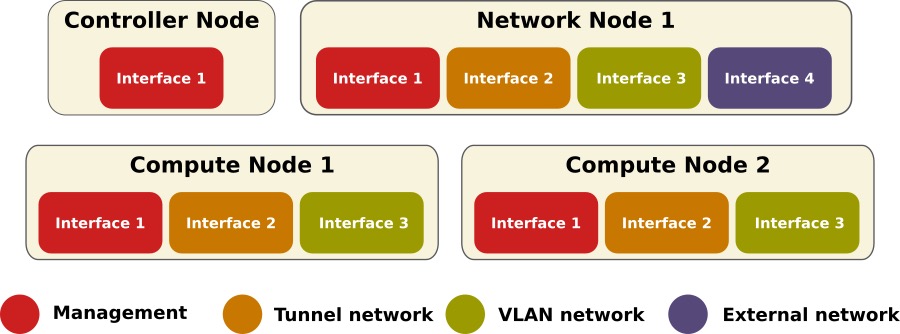 Controller Node
Interface 1
Network Node 1
Interface 1 Interface 2 Interface 3 Interface 4
Compute Node 1
Interface 1 Interface 2 Interface 3
Compute Node 2
Interface 1 Interface 2 Interface 3
Management Tunnel network VLAN network External network